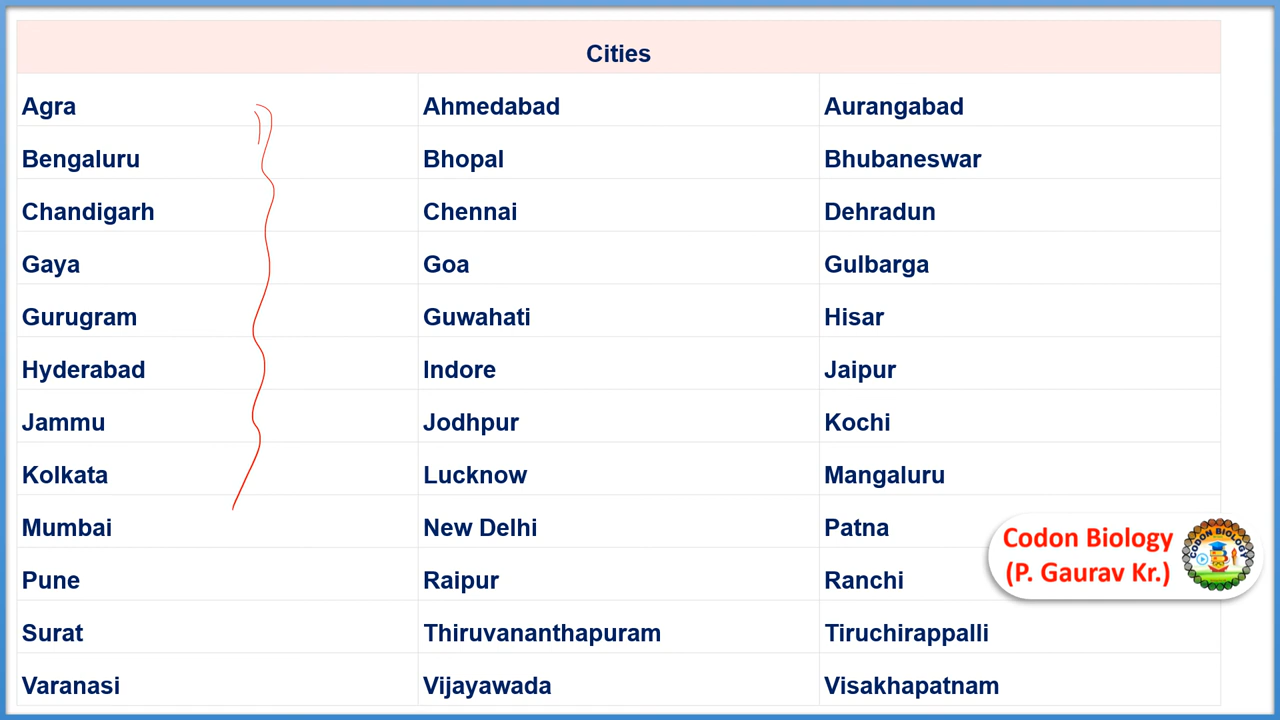 Cities
Agra Ahmedabad Aurangabad
Bengaluru Bhopal Bhubaneswar
Chandigarh Chennai Dehradun
Gaya Goa Gulbarga
Gurugram Guwahati Hisar
Hyderabad Indore Jaipur
Jammu Jodhpur Kochi
Kolkata Lucknow Mangaluru
Mumbai New Delhi Patna
Pune Raipur Ranchi
Surat Thiruvananthapuram Tiruchirappalli
Varanasi Vijayawada Visakhapatnam
Codon Biology
(P. Gaurav Kr.)
CODON BIOLOGY